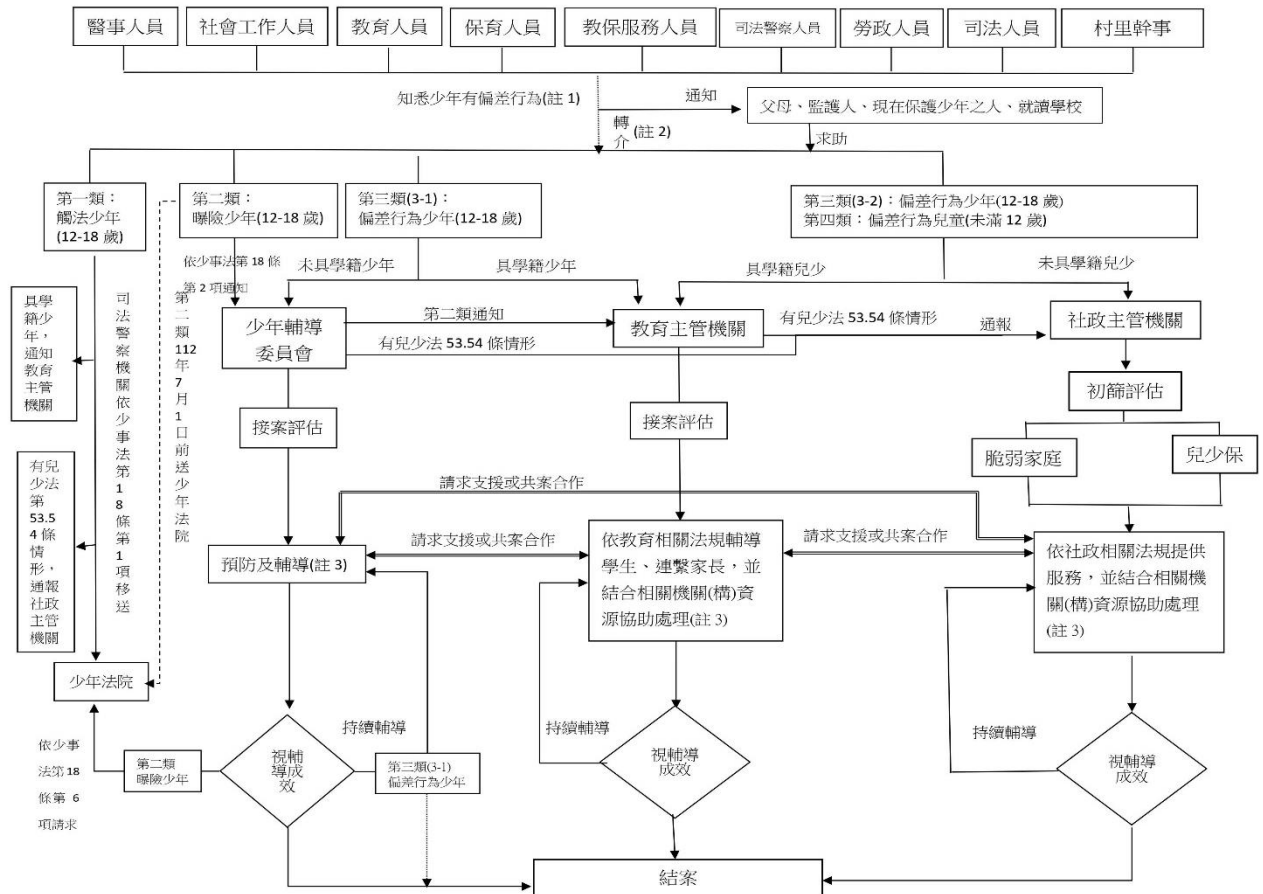 醫事人員
社會工作人員
教育人員
保育人員
教保服務人員
司法警察人員
勞政人員
司法人員
村里幹事
知悉少年有偏差行為(註 1)
通知
父母、監護人、現在保護少年之人、就讀學校
轉介
(註 2)
求助
第一類：
觸法少年
(12-18 歲)
第二類：
曝險少年(12-18 歲)
第三類(3-1)：
偏差行為少年(12-18 歲)
第三類(3-2)：偏差行為少年(12-18 歲)
第四類：偏差行為兒童(未滿 12 歲)
依少事法第 18 條
第 2 項通知
未具學籍少年
具學籍少年
具學籍兒少
未具學籍兒少
具學籍少年，通知教育主管機關
司法警察機關依少事法第18條第1項移送
第二類112年7月1日前送少年法院
少年輔導
委員會
第二類通知
教育主管機關
有兒少法 53.54 條情形
通報
社政主管機關
有兒少法 53.54 條情形
初篩評估
接案評估
接案評估
脆弱家庭
兒少保
有兒少法第53.54條情形，通報社政主管機關
請求支援或共案合作
預防及輔導(註 3)
請求支援或共案合作
依教育相關法規輔導
學生、連繫家長，並
結合相關機關(構)資
源協助處理(註 3)
請求支援或共案合作
依社政相關法規提供
服務，並結合相關機
關(構)資源協助處理
(註 3)
少年法院
依少事
法第18
條第 6
項請求
第二類
曝險少年
視輔
導成
效
持續輔導
第三類(3-1)
偏差行為少年
持續輔導
視輔導
成效
持續輔導
視輔導
成效
結案